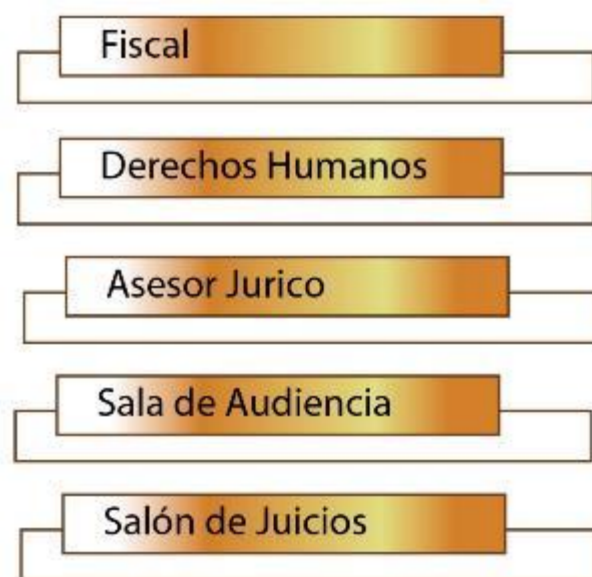 Fiscal
Derechos Humanos
Asesor Jurico
Sala de Audiencia
Salón de Juicios